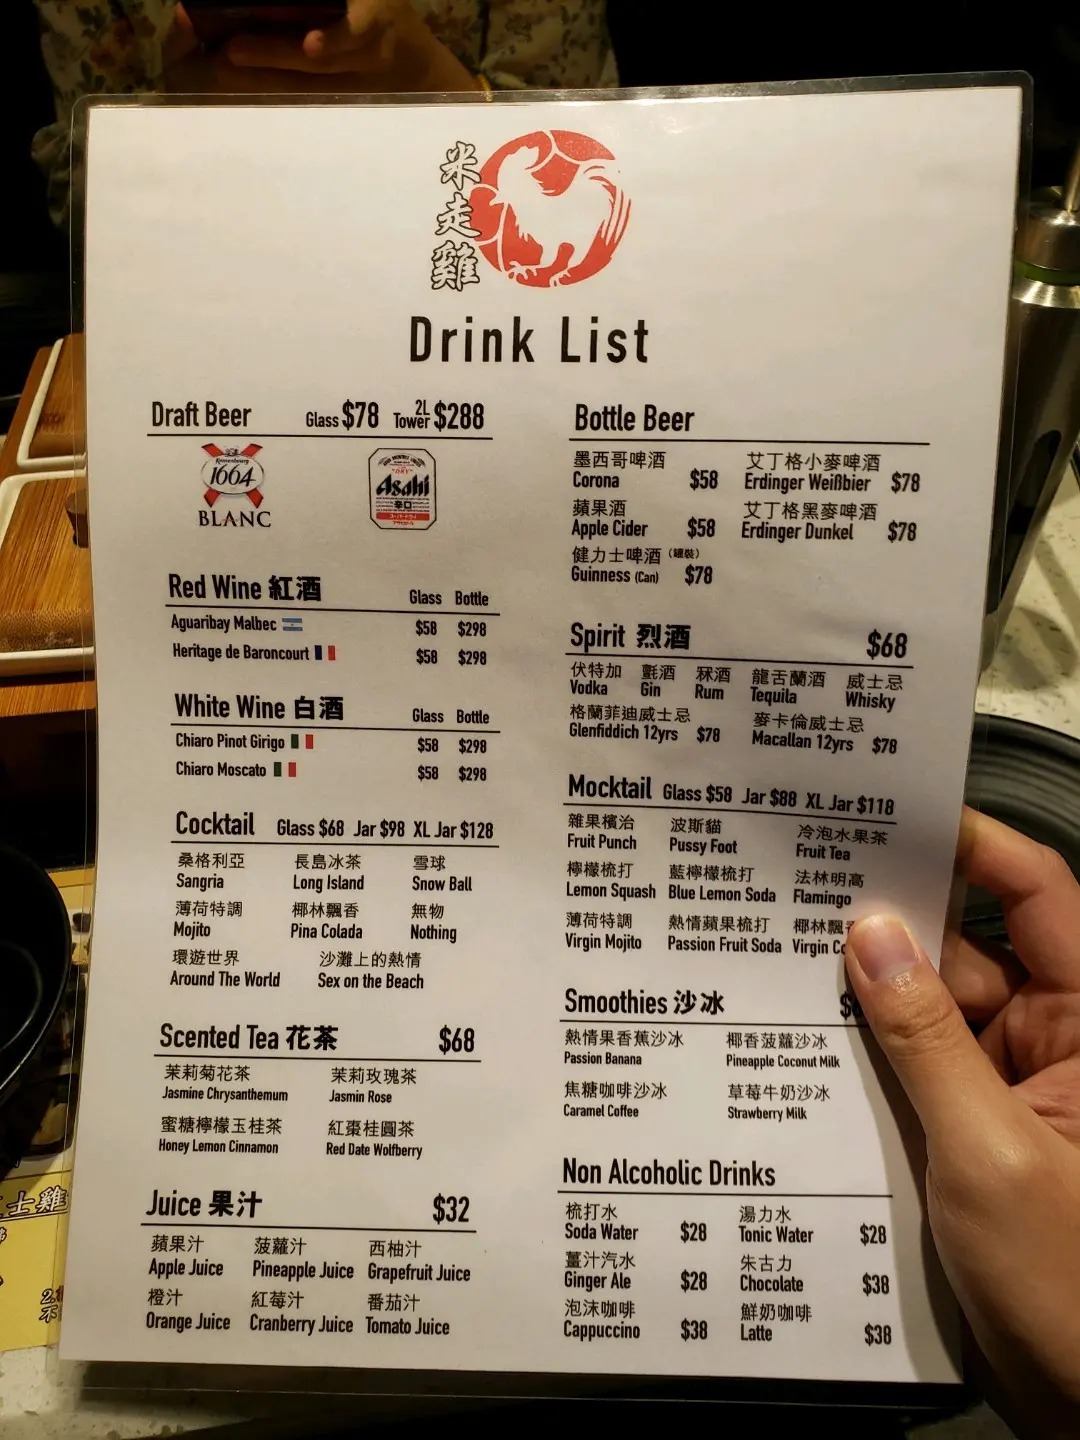 米走雞
Drink List
Draft Beer Glass $78 2L Tower $288
Kronenbourg
1664
BLANC
Asahi
辛口
Red Wine 紅酒 Glass Bottle
Aguaribay Malbec $58 $298
Heritage de Baroncourt $58 $298
White Wine 白酒 Glass Bottle
Chiaro Pinot Girigo $58 $298
Chiaro Moscato $58 $298
Cocktail Glass $68 Jar $98 XL Jar $128
桑格利亞 長島冰茶 雪球
Sangria Long Island Snow Ball
薄荷特調 椰林飄香 無物
Mojito Pina Colada Nothing
環遊世界 沙灘上的熱情
Around The World Sex on the Beach
Scented Tea 花茶 $68
茉莉菊花茶 茉莉玫瑰茶
Jasmine Chrysanthemum Jasmin Rose
蜜糖檸檬玉桂茶 紅棗桂圓茶
Honey Lemon Cinnamon Red Date Wolfberry
Juice 果汁 $32
蘋果汁 菠蘿汁 西柚汁
Apple Juice Pineapple Juice Grapefruit Juice
橙汁 紅莓汁 番茄汁
Orange Juice Cranberry Juice Tomato Juice
Bottle Beer
墨西哥啤酒 艾丁格小麥啤酒
Corona $58 Erdinger Weißbier $78
蘋果酒 艾丁格黑麥啤酒
Apple Cider $58 Erdinger Dunkel $78
健力士啤酒（罐裝）
Guinness (Can) $78
Spirit 烈酒 $68
伏特加 氈酒 冧酒 龍舌蘭酒 威士忌
Vodka Gin Rum Tequila Whisky
格蘭菲迪威士忌 麥卡倫威士忌
Glenfiddich 12yrs $78 Macallan 12yrs $78
Mocktail Glass $58 Jar $88 XL Jar $118
雜果檳治 波斯貓 冷泡水果茶
Fruit Punch Pussy Foot Fruit Tea
檸檬梳打 藍檸檬梳打 法林明高
Lemon Squash Blue Lemon Soda Flamingo
薄荷特調 熱情蘋果梳打 椰林飄
Virgin Mojito Passion Fruit Soda Virgin Co
Smoothies 沙冰 $
熱情果香蕉沙冰 椰香菠蘿沙冰
Passion Banana Pineapple Coconut Milk
焦糖咖啡沙冰 草莓牛奶沙冰
Caramel Coffee Strawberry Milk
Non Alcoholic Drinks
梳打水 湯力水
Soda Water $28 Tonic Water $28
薑汁汽水 朱古力
Ginger Ale $28 Chocolate $38
泡沫咖啡 鮮奶咖啡
Cappuccino $38 Latte $38
士雞